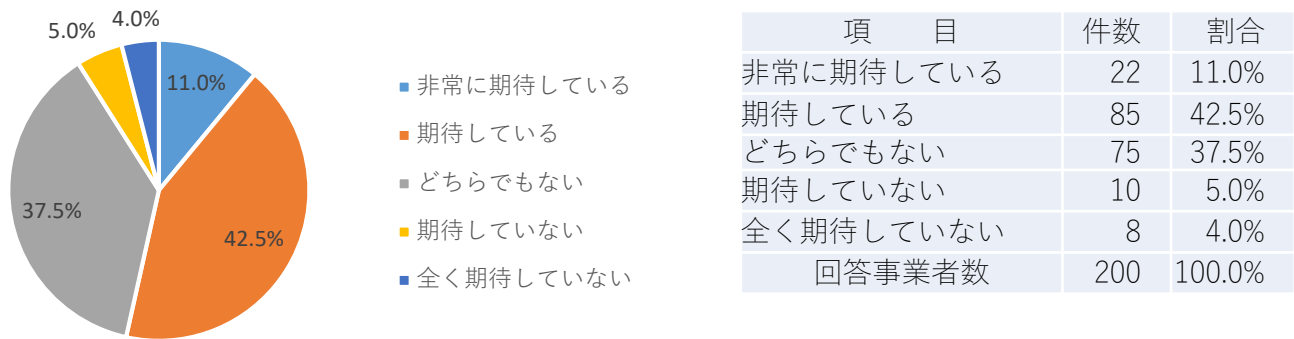 4.0%
5.0%
11.0%
37.5%
42.5%
非常に期待している
期待している
どちらでもない
期待していない
全く期待していない
項 目 件数 割合
非常に期待している 22 11.0%
期待している 85 42.5%
どちらでもない 75 37.5%
期待していない 10 5.0%
全く期待していない 8 4.0%
回答事業者数 200 100.0%